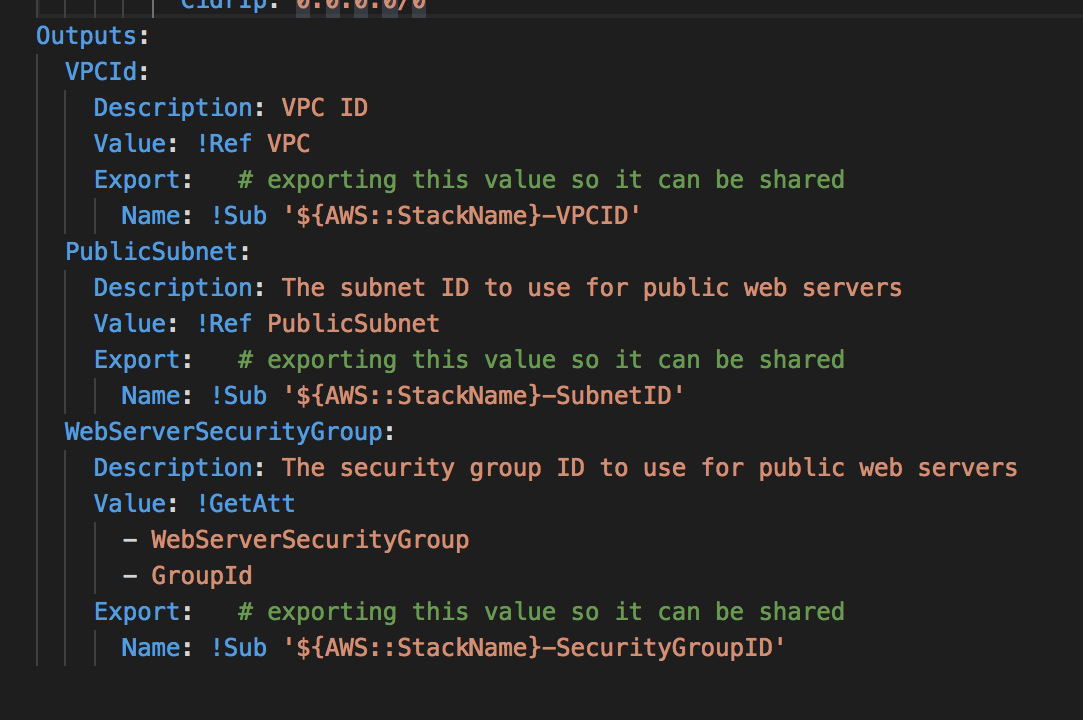 CidrIp: 0.0.0.0/0
Outputs:
  VPCId:
    Description: VPC ID
    Value: !Ref VPC
    Export:   # exporting this value so it can be shared
      Name: !Sub '${AWS::StackName}-VPCID'
  PublicSubnet:
    Description: The subnet ID to use for public web servers
    Value: !Ref PublicSubnet
    Export:   # exporting this value so it can be shared
      Name: !Sub '${AWS::StackName}-SubnetID'
  WebServerSecurityGroup:
    Description: The security group ID to use for public web servers
    Value: !GetAtt
      - WebServerSecurityGroup
      - GroupId
    Export:   # exporting this value so it can be shared
      Name: !Sub '${AWS::StackName}-SecurityGroupID'